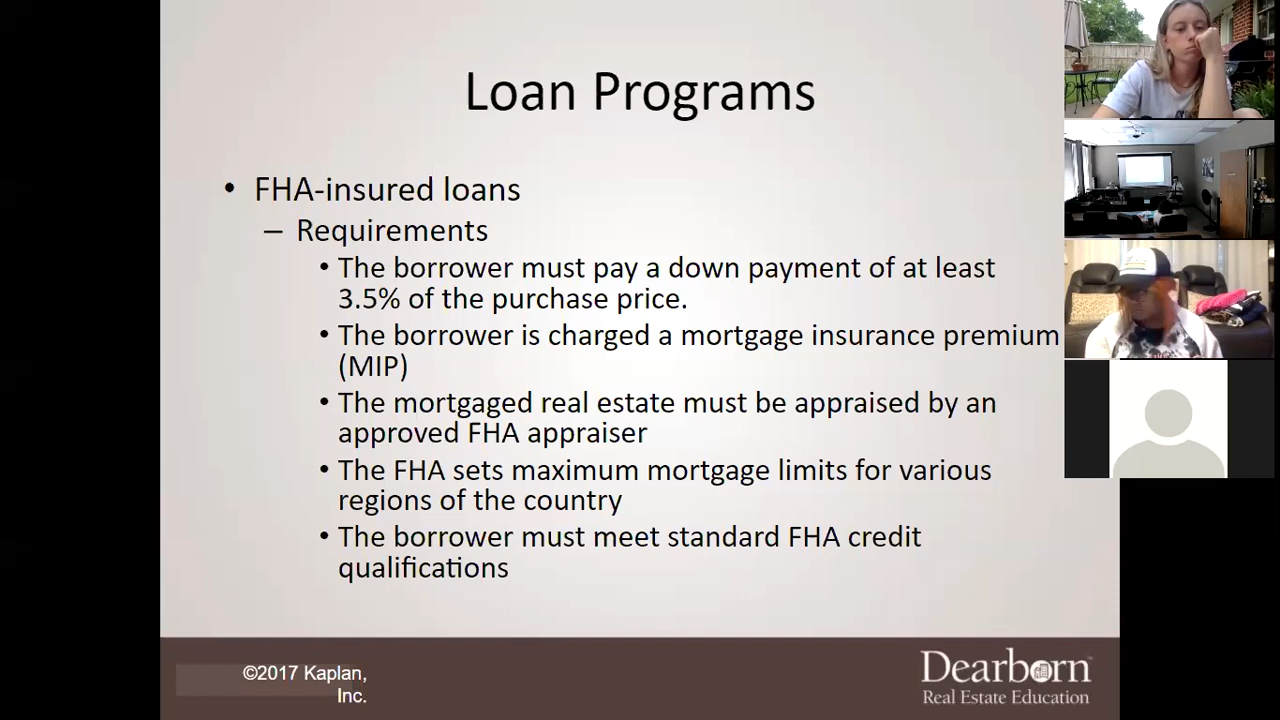 Loan Programs
• FHA-insured loans
– Requirements
• The borrower must pay a down payment of at least
3.5% of the purchase price.
• The borrower is charged a mortgage insurance premium
(MIP)
• The mortgaged real estate must be appraised by an
approved FHA appraiser
• The FHA sets maximum mortgage limits for various
regions of the country
• The borrower must meet standard FHA credit
qualifications
©2017 Kaplan,
Inc.
Dearborn™
Real Estate Education